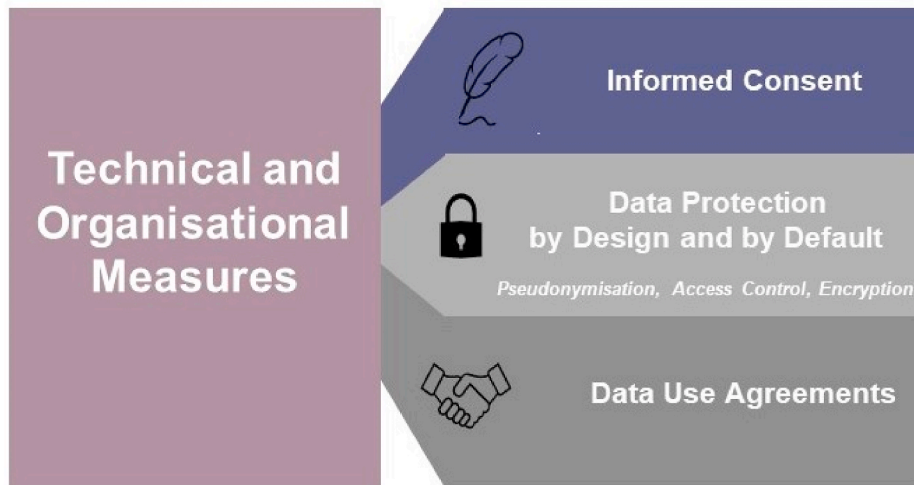 Technical and
Organisational
Measures
Informed Consent
Data Protection
by Design and by Default
Pseudonymisation, Access Control, Encryption
Data Use Agreements